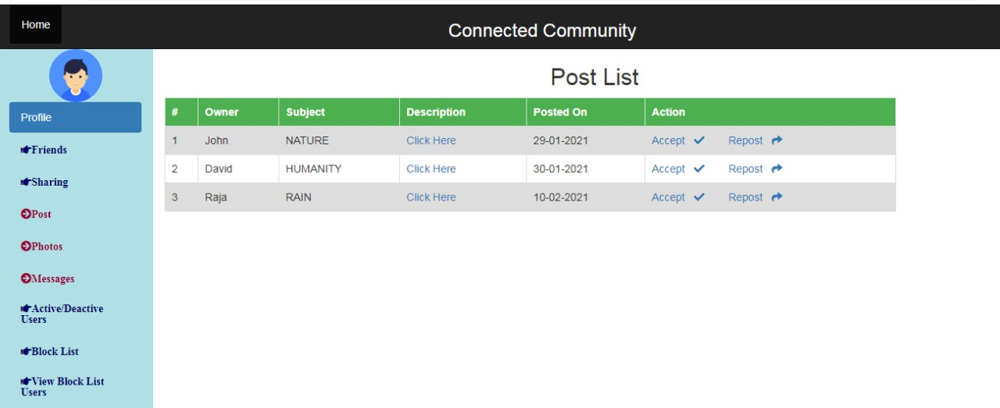 Home
Connected Community
Profile
Friends
Sharing
Post
Photos
Messages
Active/Deactive
Users
Block List
View Block List
Users
Post List
# Owner Subject Description Posted On Action
1 John NATURE Click Here 29-01-2021 Accept Repost
2 David HUMANITY Click Here 30-01-2021 Accept Repost
3 Raja RAIN Click Here 10-02-2021 Accept Repost